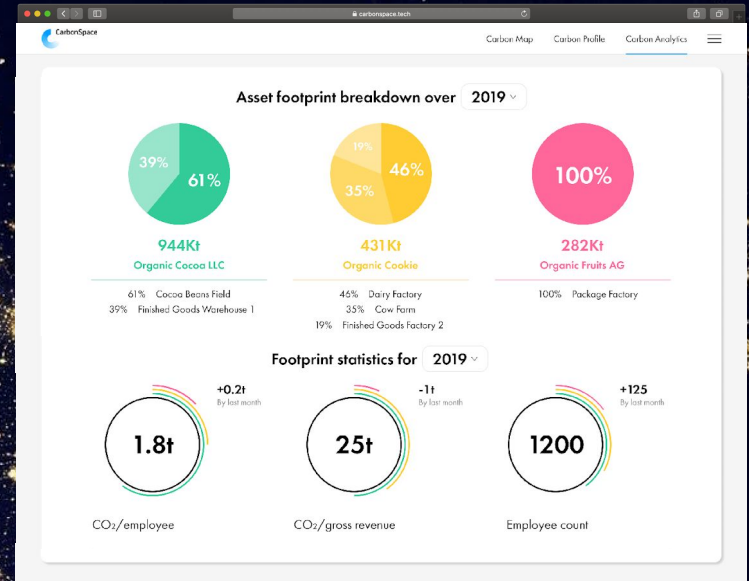 carbonspace.tech
CarbonSpace
Carbon Map Carbon Profile Carbon Analytics
Asset footprint breakdown over 2019
39% 61%
19% 46% 35%
100%
944Kt
Organic Cocoa LLC
61% Cocoa Beans Field
39% Finished Goods Warehouse 1
431Kt
Organic Cookie
46% Dairy Factory
35% Cow Farm
19% Finished Goods Factory 2
282Kt
Organic Fruits AG
100% Package Factory
Footprint statistics for 2019
1.8t
+0.2t
By last month
CO₂/employee
25t
-1t
By last month
CO₂/gross revenue
1200
+125
By last month
Employee count